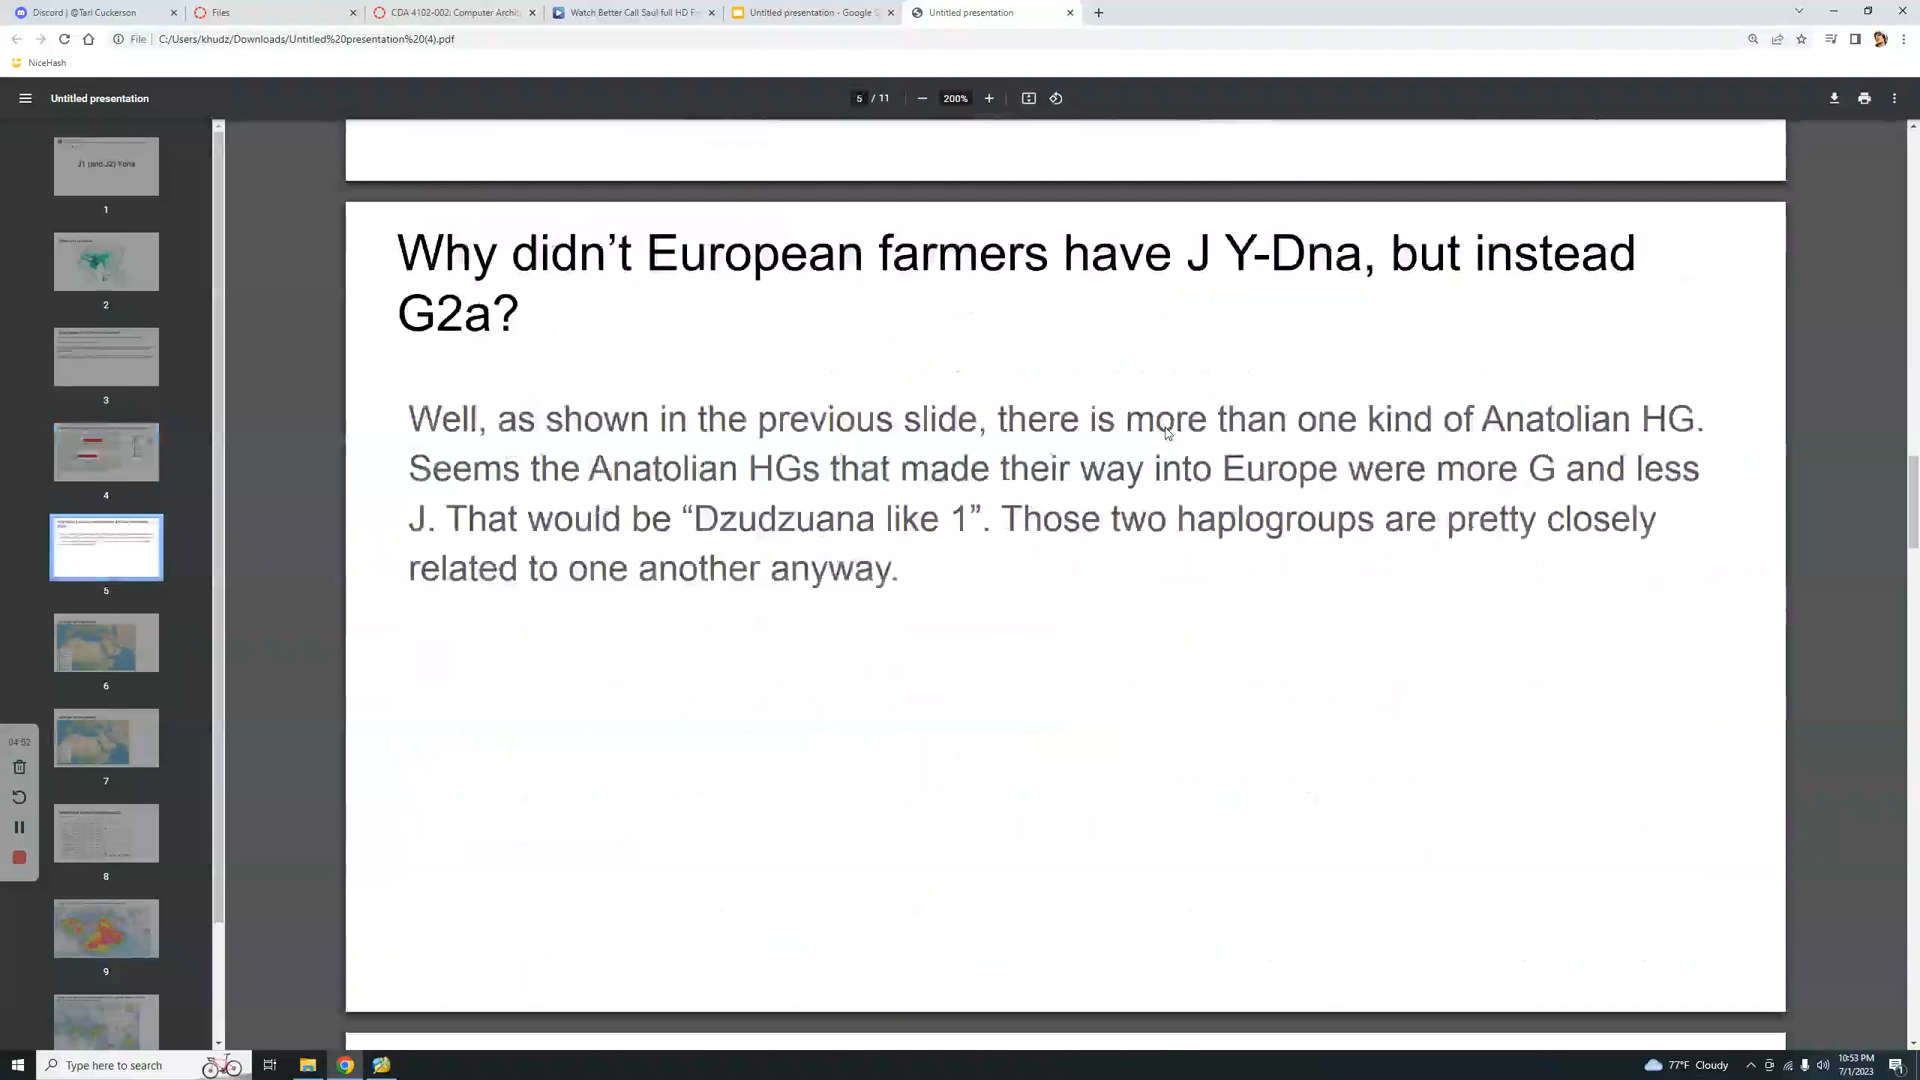 Discord | @Tarl Cuckerson
Files
CDA 4102-002: Computer Archit
Watch Better Call Saul full HD Fr
Untitled presentation - Google S
Untitled presentation
File
C:/Users/khudz/Downloads/Untitled%20presentation%20(4).pdf
NiceHash
Untitled presentation
5 / 11
200%
J1 (and J2) Ydna
1
2
3
4
5
6
7
8
9
Why didn’t European farmers have J Y-Dna, but instead
G2a?
Well, as shown in the previous slide, there is more than one kind of Anatolian HG.
Seems the Anatolian HGs that made their way into Europe were more G and less
J. That would be “Dzudzuana like 1”. Those two haplogroups are pretty closely
related to one another anyway.
04:52
Type here to search
77°F Cloudy
10:53 PM
7/1/2023